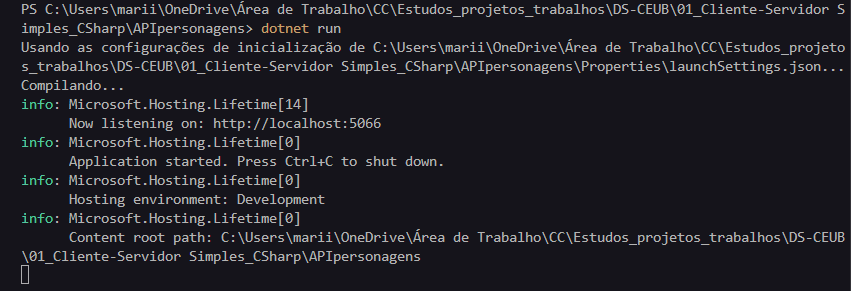 PS C:\Users\marii\OneDrive\Área de Trabalho\CC\Estudos_projetos_trabalhos\DS-CEUB\01_Cliente-Servidor S
imples_CSharp\APIpersonagens> dotnet run
Usando as configurações de inicialização de C:\Users\marii\OneDrive\Área de Trabalho\CC\Estudos_projeto
s_trabalhos\DS-CEUB\01_Cliente-Servidor Simples_CSharp\APIpersonagens\Properties\launchSettings.json...
Compilando...
info: Microsoft.Hosting.Lifetime[14]
Now listening on: http://localhost:5066
info: Microsoft.Hosting.Lifetime[0]
Application started. Press Ctrl+C to shut down.
info: Microsoft.Hosting.Lifetime[0]
Hosting environment: Development
info: Microsoft.Hosting.Lifetime[0]
Content root path: C:\Users\marii\OneDrive\Área de Trabalho\CC\Estudos_projetos_trabalhos\DS-CEUB
\01_Cliente-Servidor Simples_CSharp\APIpersonagens